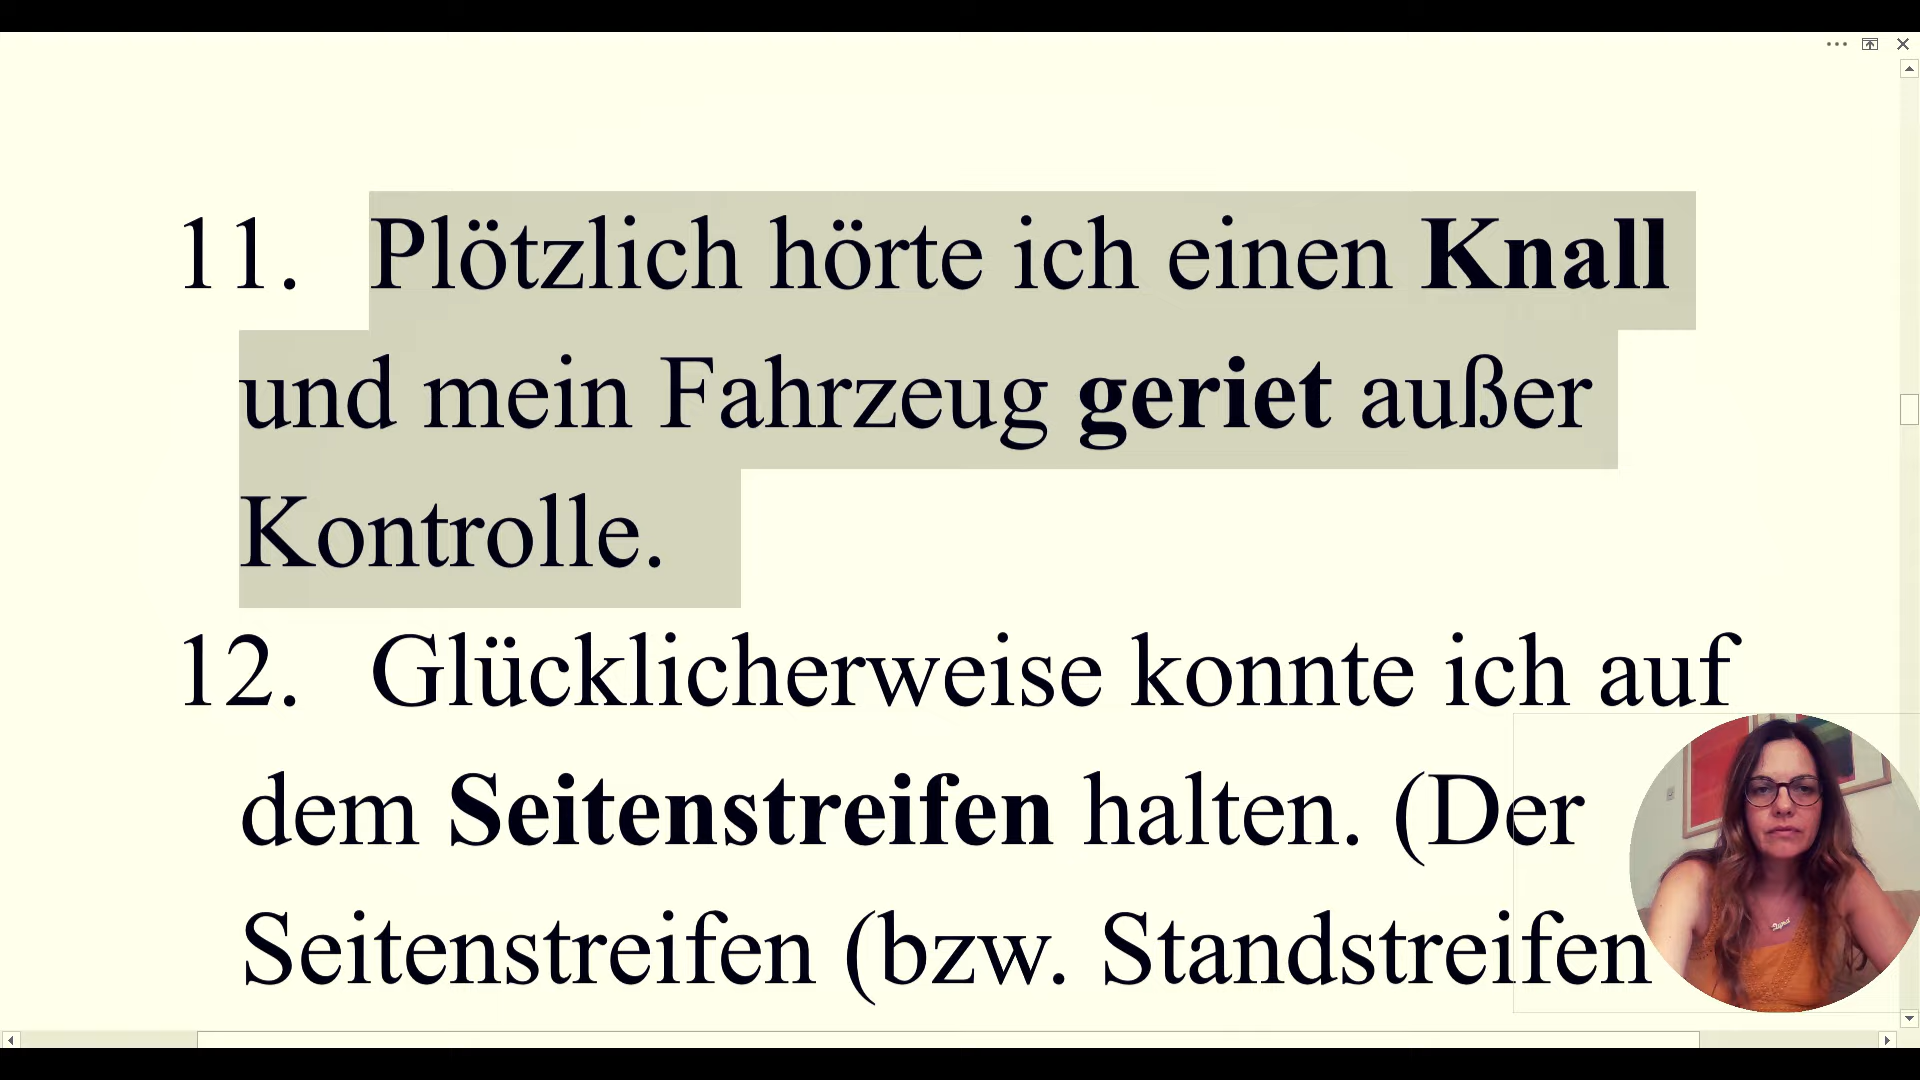 11. Plötzlich hörte ich einen Knall
und mein Fahrzeug geriet außer
Kontrolle.
12. Glücklicherweise konnte ich auf
dem Seitenstreifen halten. (Der
Seitenstreifen (bzw. Standstreifen